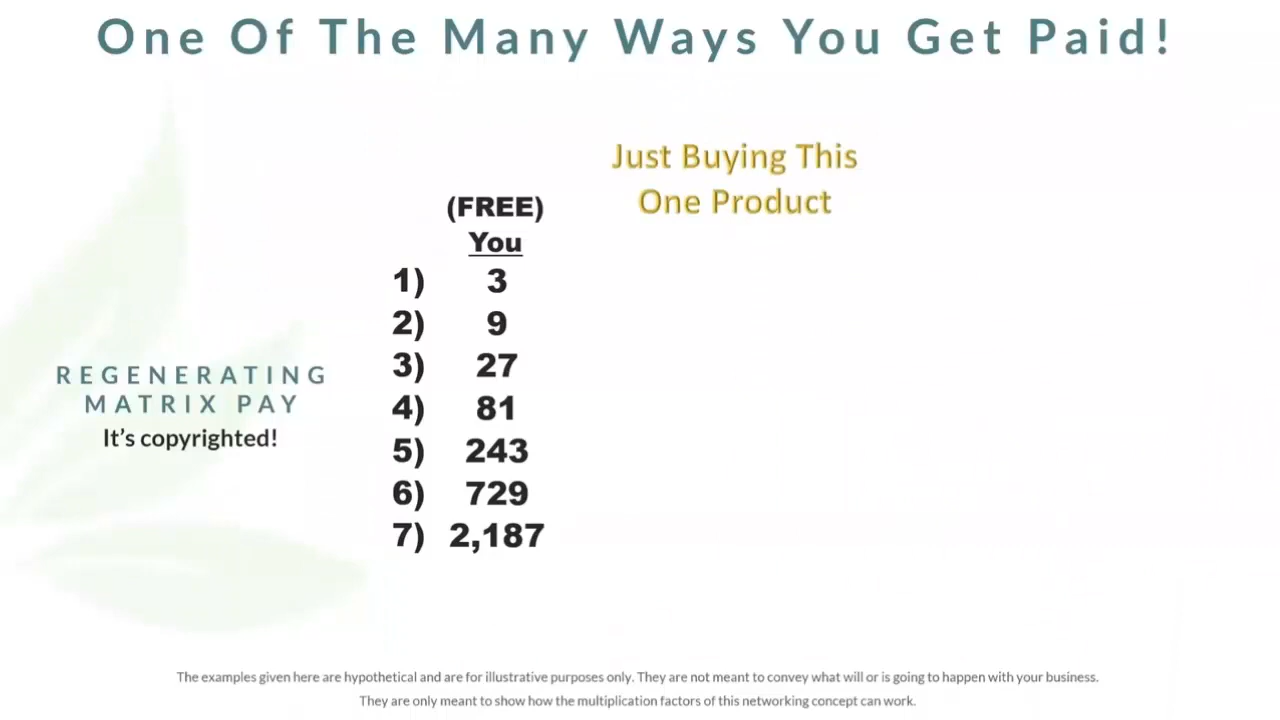 One Of The Many Ways You Get Paid!
Just Buying This
One Product
(FREE)
You
1) 3
2) 9
3) 27
4) 81
5) 243
6) 729
7) 2,187
REGENERATING
MATRIX PAY
It's copyrighted!
The examples given here are hypothetical and are for illustrative purposes only. They are not meant to convey what will or is going to happen with your business.
They are only meant to show how the multiplication factors of this networking concept can work.